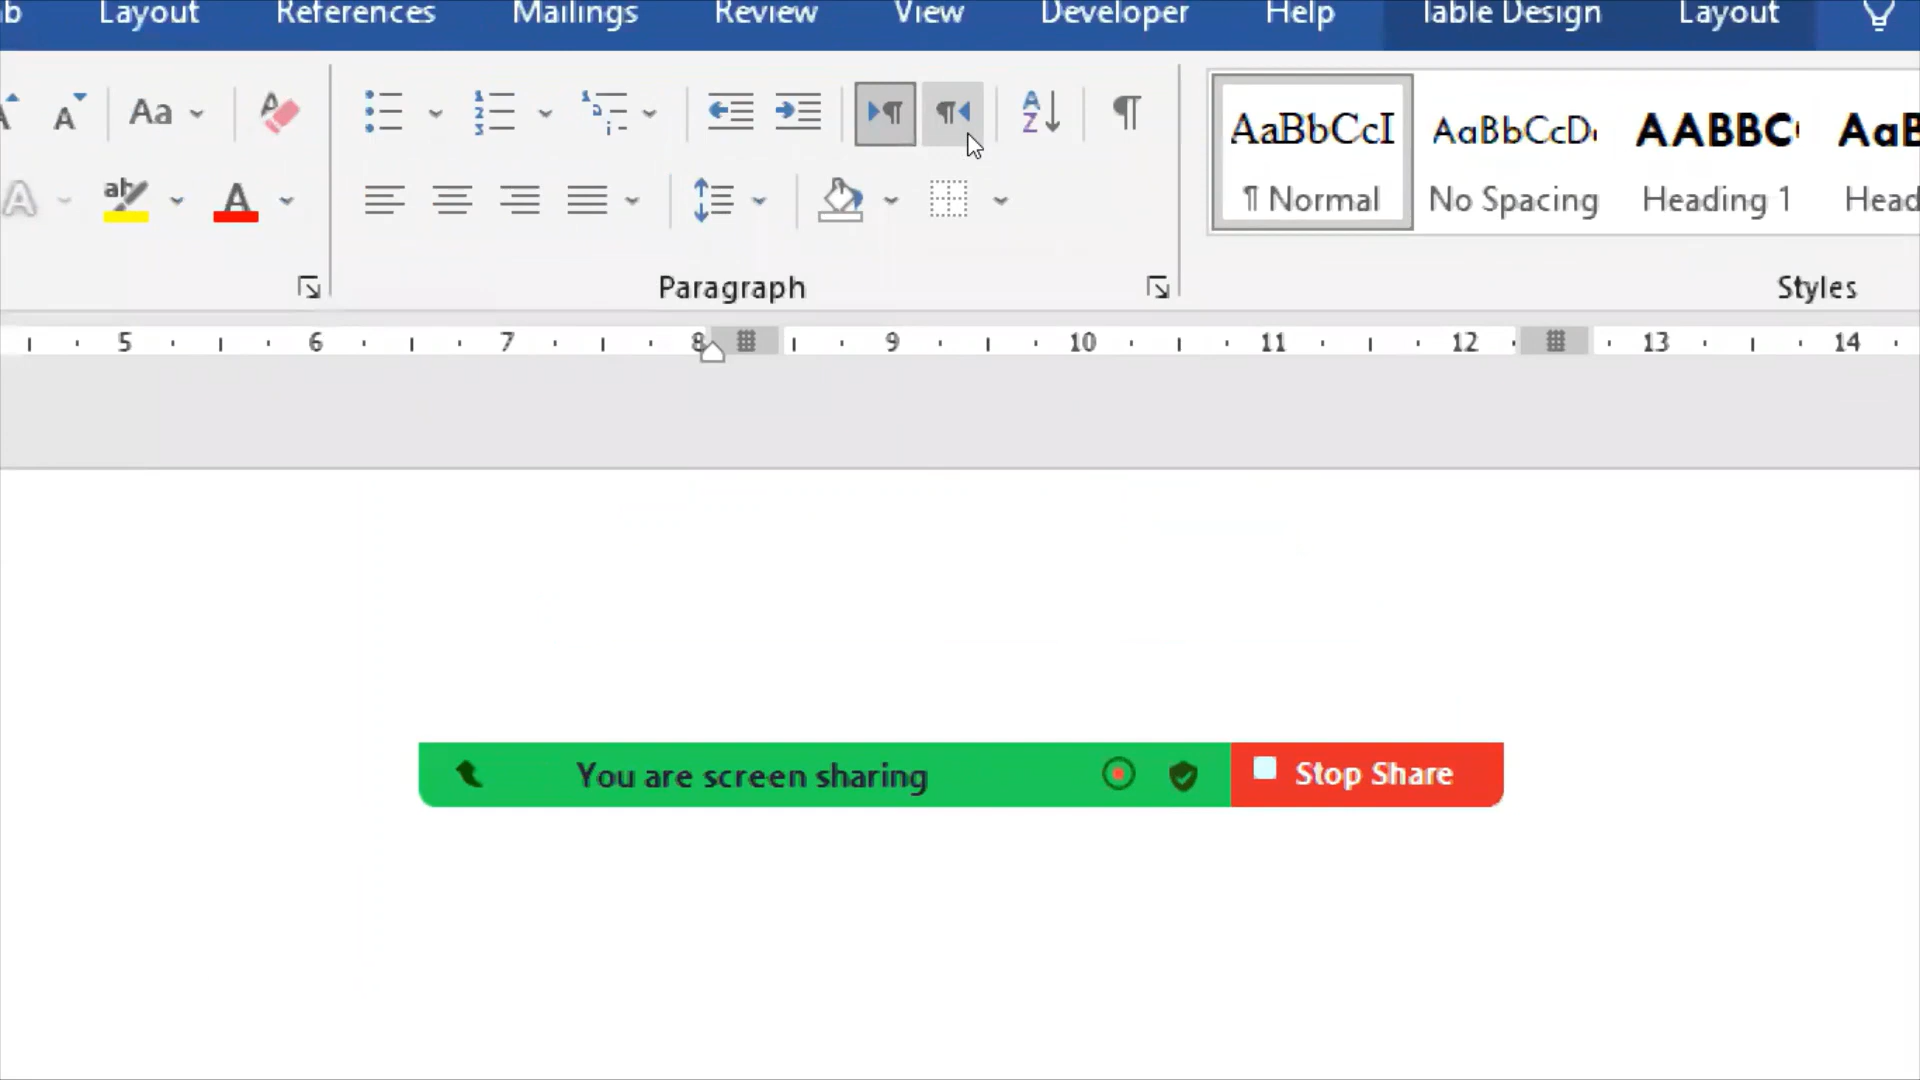 Layout References Mailings Review View Developer Help Table Design Layout
Aa
AaBbCcI AaBbCcD AABBC AaB
¶ Normal No Spacing Heading 1 Head
Paragraph Styles
5 6 7 8 9 10 11 12 13 14
You are screen sharing Stop Share